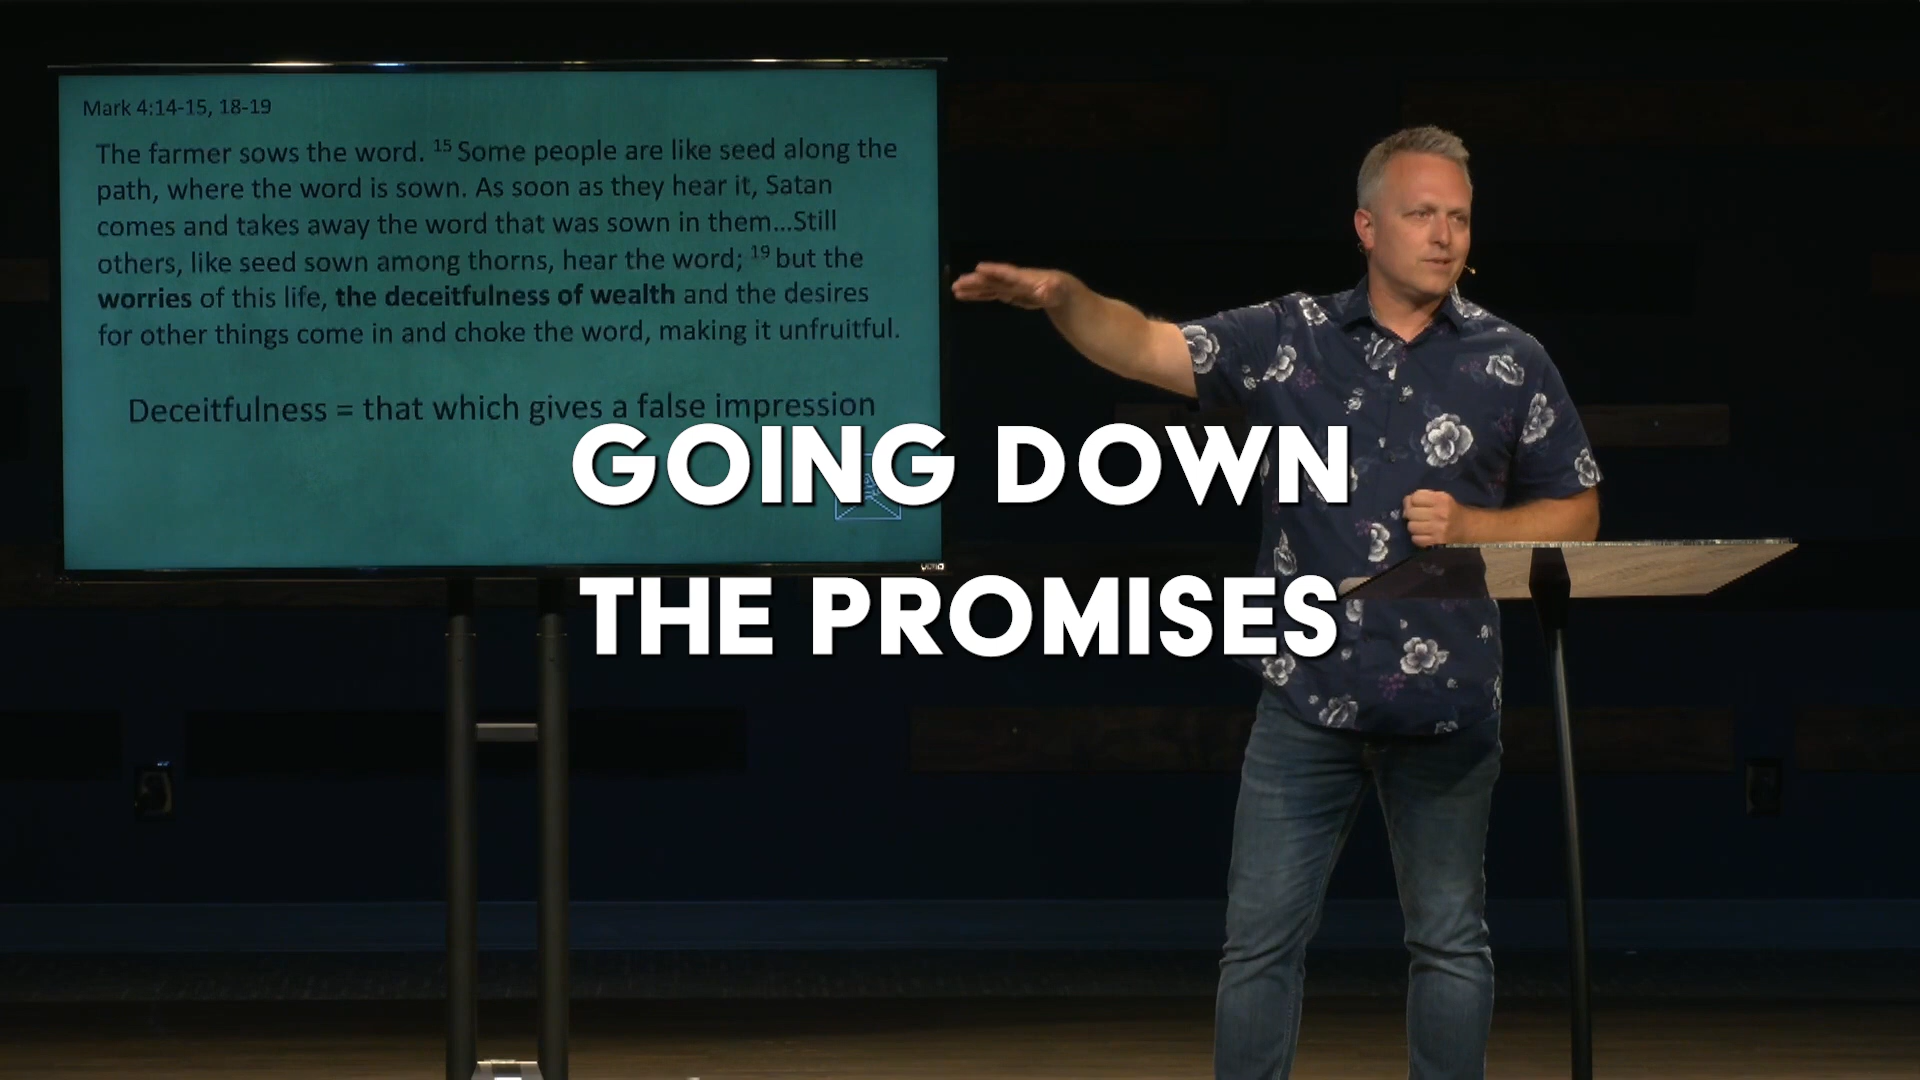 Mark 4:14-15, 18-19
The farmer sows the word. 15 Some people are like seed along the
path, where the word is sown. As soon as they hear it, Satan
comes and takes away the word that was sown in them...Still
others, like seed sown among thorns, hear the word; 19 but the
worries of this life, the deceitfulness of wealth and the desires
for other things come in and choke the word, making it unfruitful.
Deceitfulness = that which gives a false impression
GOING DOWN
THE PROMISES
VIZIO